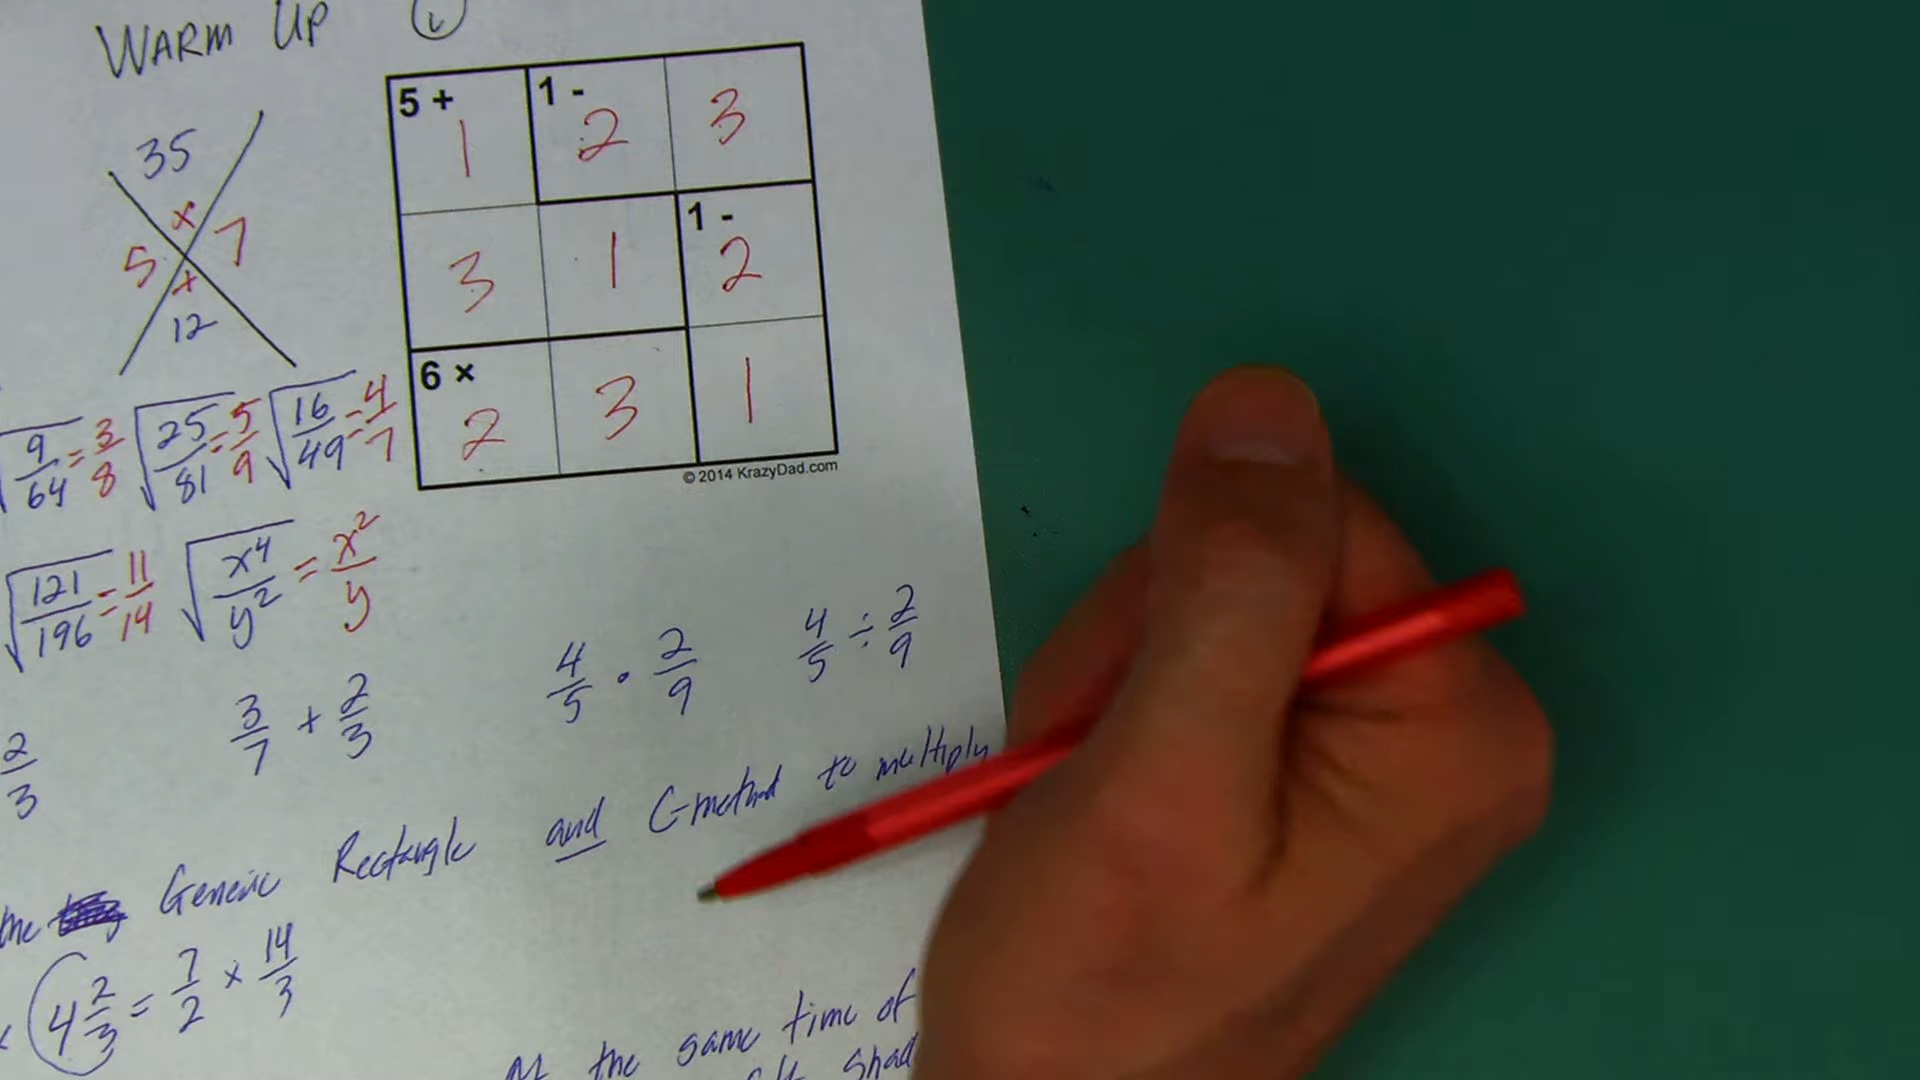 WARM UP
35
×
5 7
+
12
5 + 1 1 - 2 3
3 1 1 - 2
6 × 2 3 1
© 2014 KrazyDad.com
√9/64 = 3/8 √25/81 = 5/9 √16/49 = 4/7
√121/196 = 11/14 √x⁴/y² = x²/y
2/3 3/7 + 2/3 4/5 · 2/9 4/5 ÷ 2/9
Generic Rectangle and C-method to multiply
4 2/3 = 7/2 × 14/3
the same time of